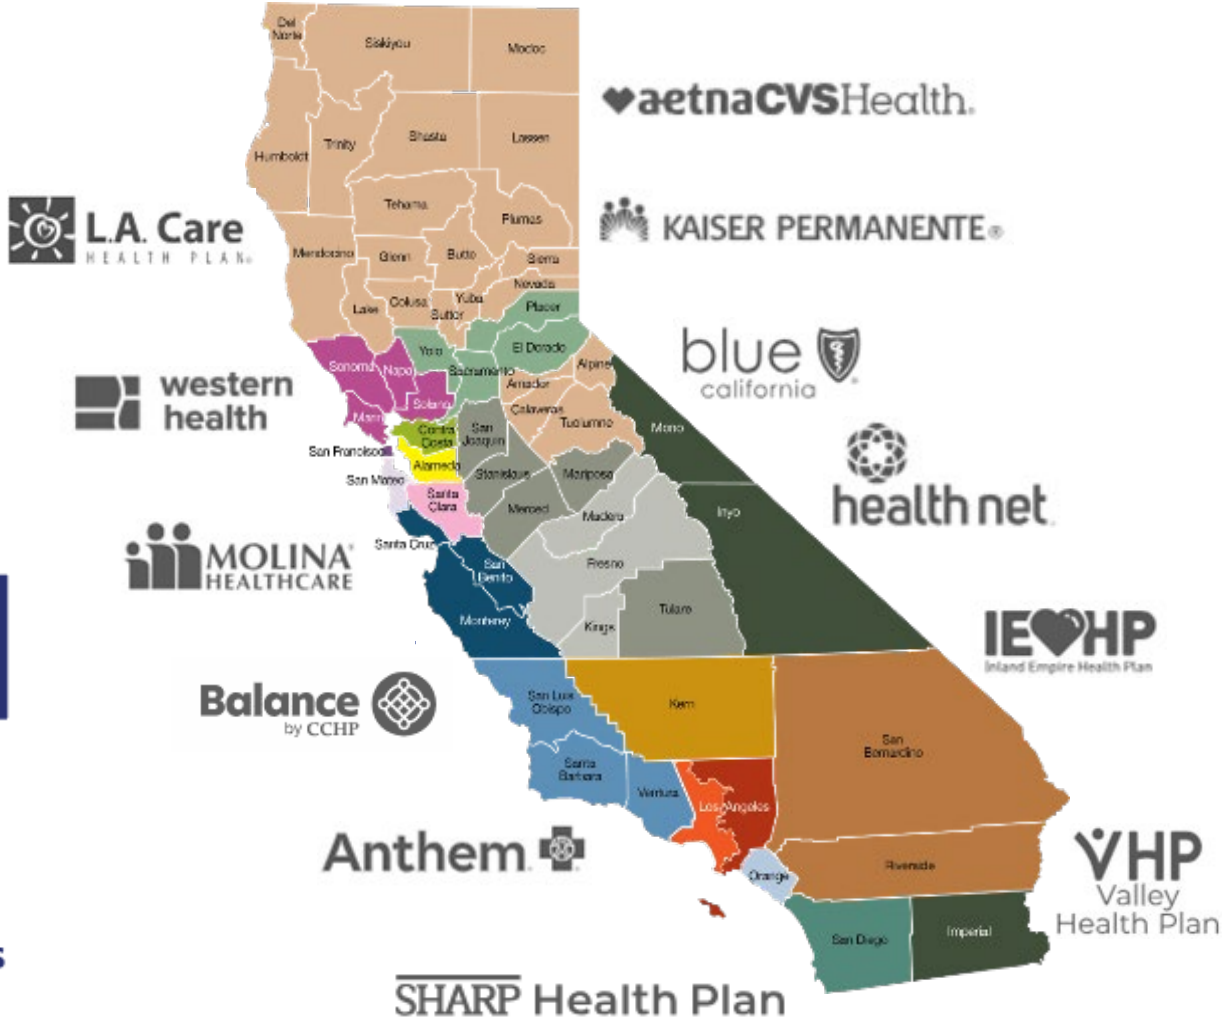 Del
Norte
Siskiyou
Modoc
aetnaCVSHealth.
Humboldt
Trinity
Shasta
Lassen
L.A. Care
HEALTH PLAN®
Tehama
Plumas
KAISER PERMANENTE®
Mendocino
Glenn
Butte
Sierra
Nevada
Lake
Colusa
Yuba
Sutter
Placer
blue
california
Sonoma
Napa
Yolo
El Dorado
Sacramento
Alpine
Amador
western
health
Marin
Solano
Calaveras
Tuolumne
Contra
Costa
San
Joaquin
Mono
San Francisco
Alameda
San Mateo
Stanislaus
Mariposa
health net.
Santa
Clara
Merced
Madera
Inyo
MOLINA®
HEALTHCARE
Santa Cruz
San
Benito
Fresno
Monterey
Kings
Tulare
IEHP
Inland Empire Health Plan
Balance
by CCHP
San Luis
Obispo
Kern
San
Bernardino
Santa
Barbara
Ventura
Los Angeles
Anthem.
Orange
Riverside
VHP
Valley
Health Plan
San Diego
Imperial
s
SHARP Health Plan